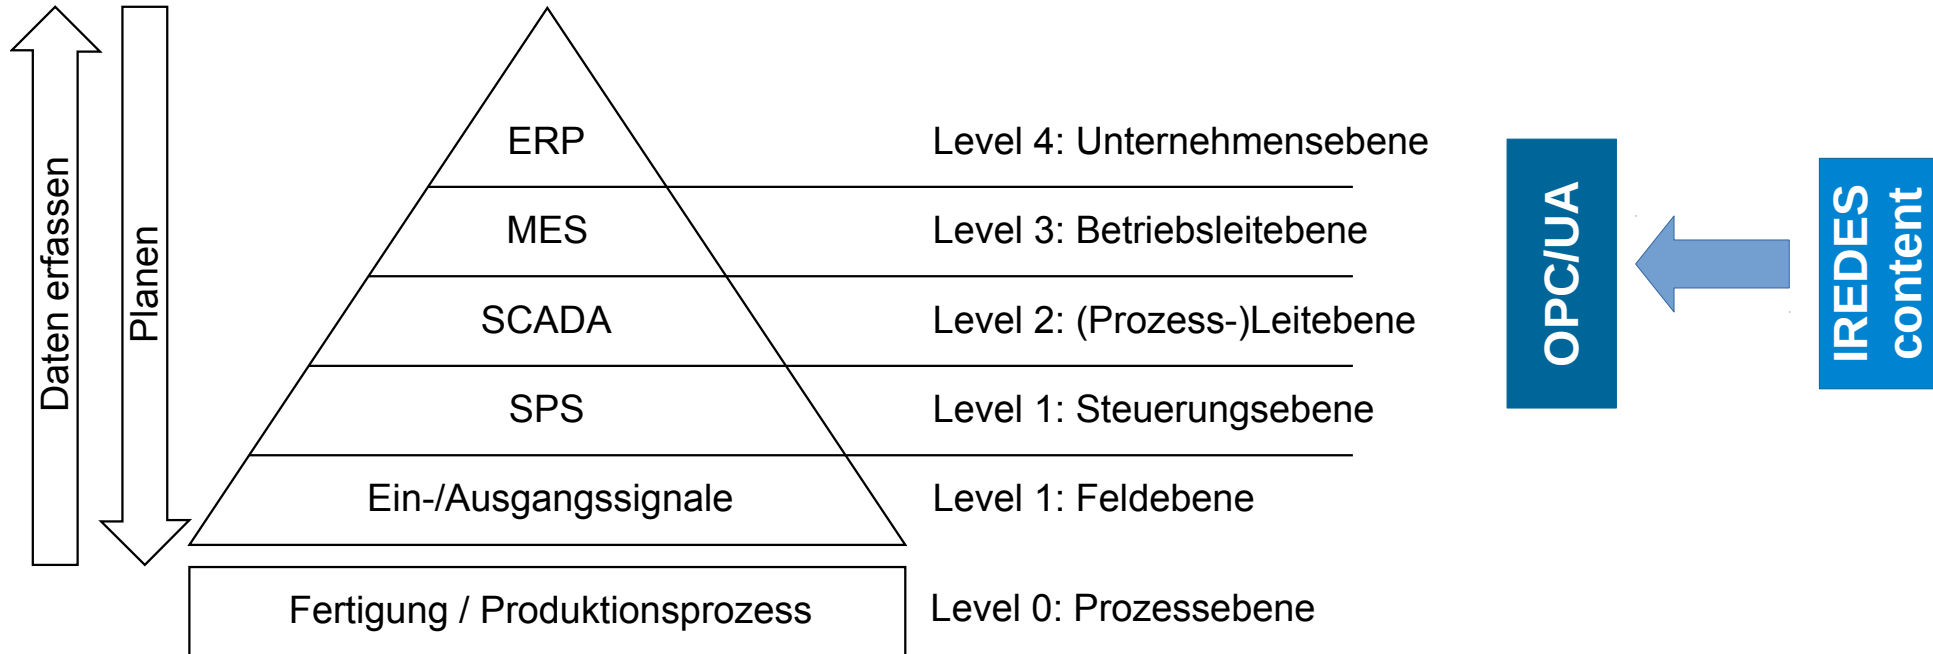 Daten erfassen
Planen
ERP
Level 4: Unternehmensebene
MES
Level 3: Betriebsleitebene
SCADA
Level 2: (Prozess-)Leitebene
SPS
Level 1: Steuerungsebene
Ein-/Ausgangssignale
Level 1: Feldebene
Fertigung / Produktionsprozess
Level 0: Prozessebene
OPC/UA
IREDES
content